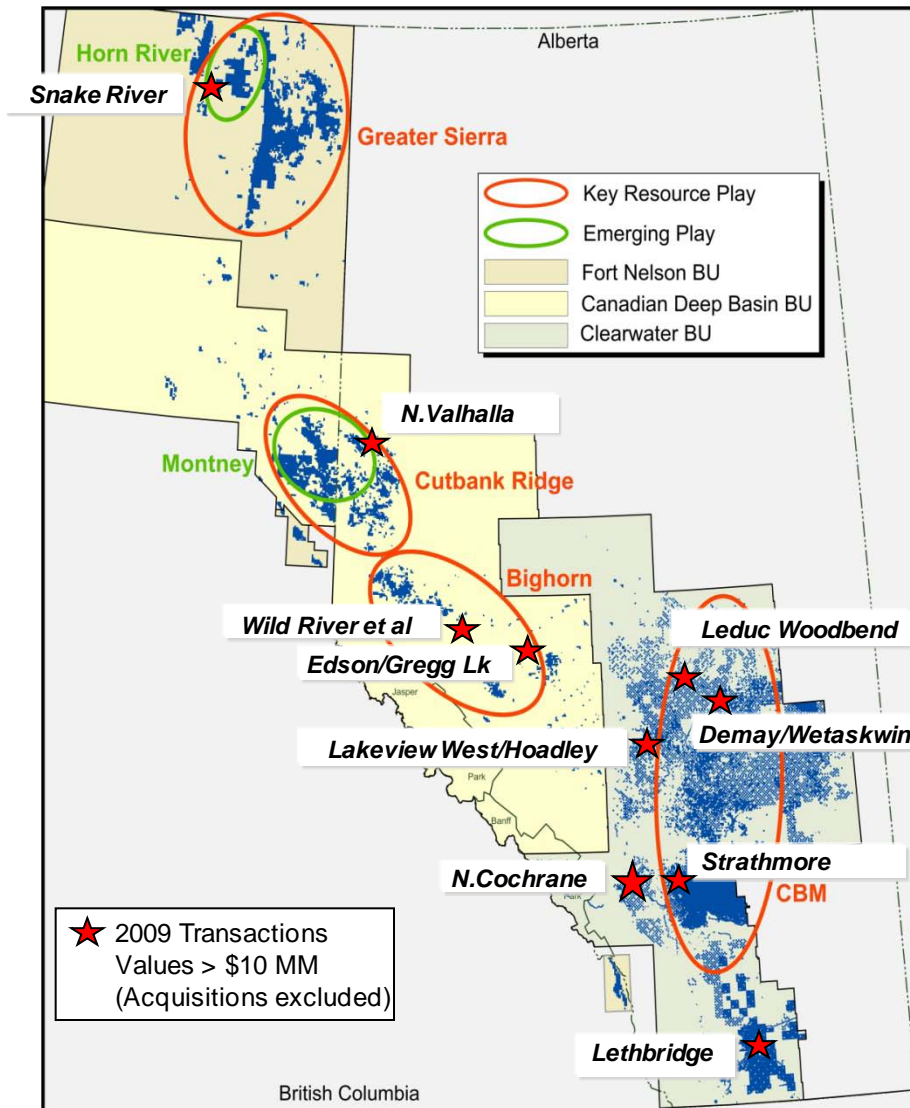 Alberta
Horn River
Snake River
Greater Sierra
Key Resource Play
Emerging Play
Fort Nelson BU
Canadian Deep Basin BU
Clearwater BU
N.Valhalla
Montney
Cutbank Ridge
Bighorn
Wild River et al
Leduc Woodbend
Edson/Gregg Lk
Jasper
Demay/Wetaskwin
Lakeview West/Hoadley
Park
Banff
Strathmore
N.Cochrane
Park
CBM
2009 Transactions
Values > $10 MM
(Acquisitions excluded)
Lethbridge
British Columbia